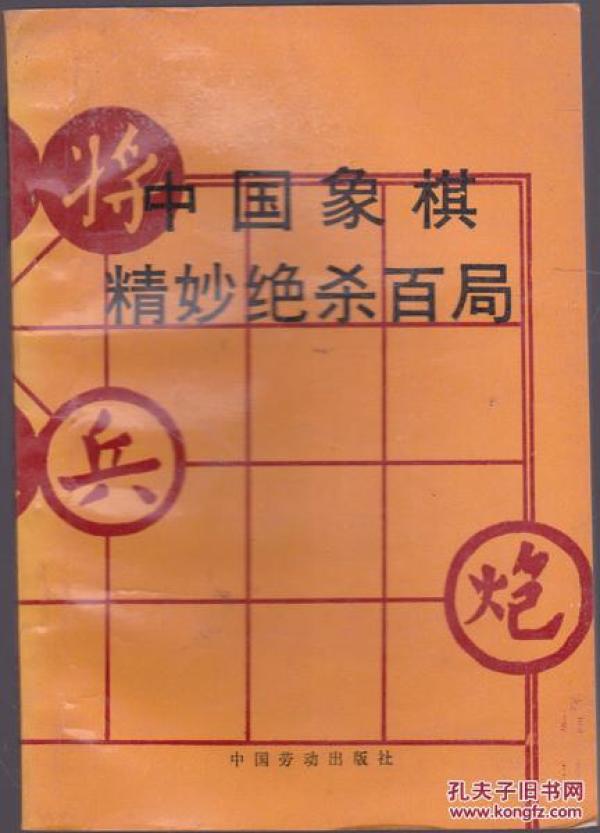 将
中国象棋
精妙绝杀百局
兵
炮
中国劳动出版社
孔夫子旧书网
kongfz.com